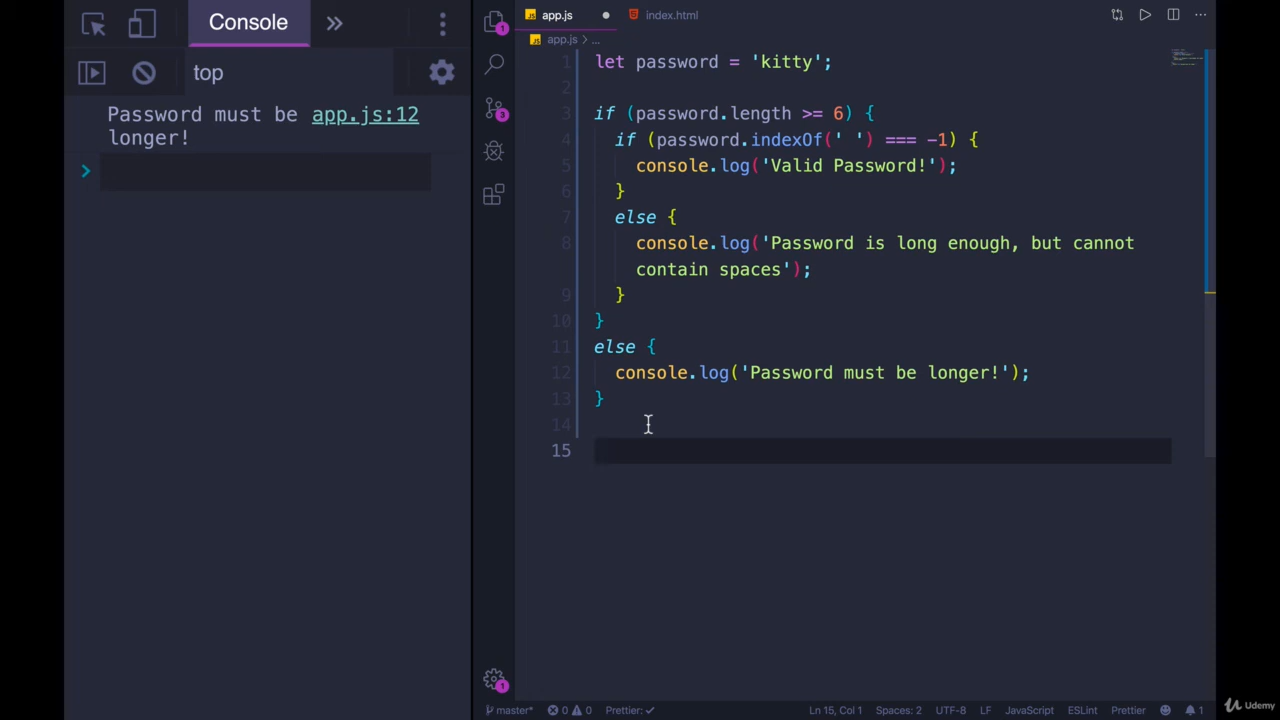 Console
top
Password must be app.js:12
longer!
app.js
index.html
app.js > ...
1 let password = 'kitty';
2
3 if (password.length >= 6) {
4 if (password.indexOf(' ') === -1) {
5 console.log('Valid Password!');
6 }
7 else {
8 console.log('Password is long enough, but cannot
contain spaces');
9 }
10 }
11 else {
12 console.log('Password must be longer!');
13 }
14
15
1
3
1
master* 0 0 Prettier: ✓ Ln 15, Col 1 Spaces: 2 UTF-8 LF JavaScript ESLint Prettier 1
Udemy